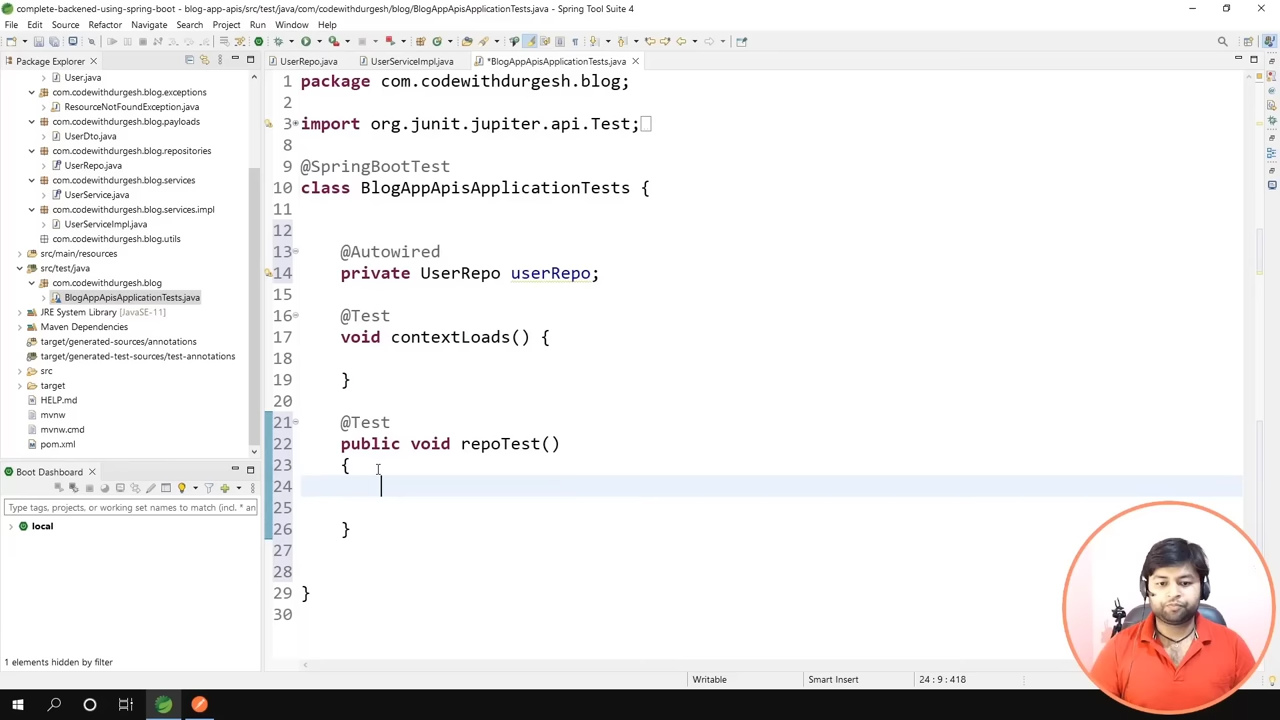 complete-backened-using-spring-boot - blog-app-apis/src/test/java/com/codewithdurgesh/blog/BlogAppApisApplicationTests.java - Spring Tool Suite 4
File Edit Source Refactor Navigate Search Project Run Window Help
Package Explorer
User.java
com.codewithdurgesh.blog.exceptions
ResourceNotFoundException.java
com.codewithdurgesh.blog.payloads
UserDto.java
com.codewithdurgesh.blog.repositories
UserRepo.java
com.codewithdurgesh.blog.services
UserService.java
com.codewithdurgesh.blog.services.impl
UserServiceImpl.java
com.codewithdurgesh.blog.utils
src/main/resources
src/test/java
com.codewithdurgesh.blog
BlogAppApisApplicationTests.java
JRE System Library [JavaSE-11]
Maven Dependencies
target/generated-sources/annotations
target/generated-test-sources/test-annotations
src
target
HELP.md
mvnw
mvnw.cmd
pom.xml
Boot Dashboard
Type tags, projects, or working set names to match (incl. * an
local
1 elements hidden by filter
UserRepo.java UserServiceImpl.java *BlogAppApisApplicationTests.java
1 package com.codewithdurgesh.blog;
2
3 import org.junit.jupiter.api.Test;
8
9 @SpringBootTest
10 class BlogAppApisApplicationTests {
11
12
13 @Autowired
14 private UserRepo userRepo;
15
16 @Test
17 void contextLoads() {
18
19 }
20
21 @Test
22 public void repoTest()
23 {
24
25
26 }
27
28
29 }
30
Writable Smart Insert 24 : 9 : 418